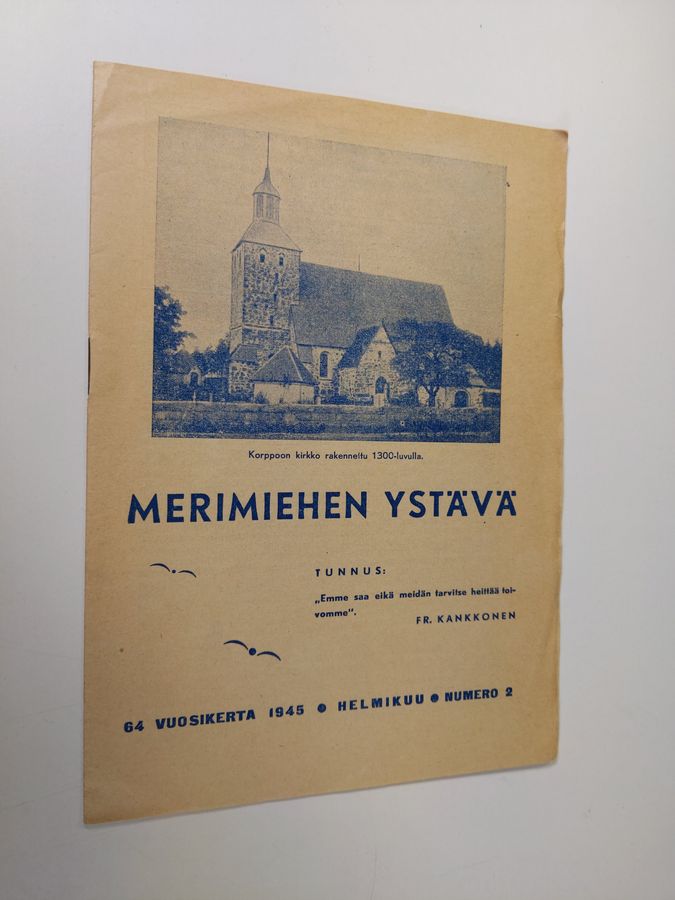 Korppoon kirkko rakennettu 1300-luvulla.
MERIMIEHEN YSTÄVÄ
TUNNUS:
„Emme saa eikä meidän tarvitse heittää toi-
vomme”.
FR. KANKKONEN
64 VUOSIKERTA 1945 ● HELMIKUU ● NUMERO 2